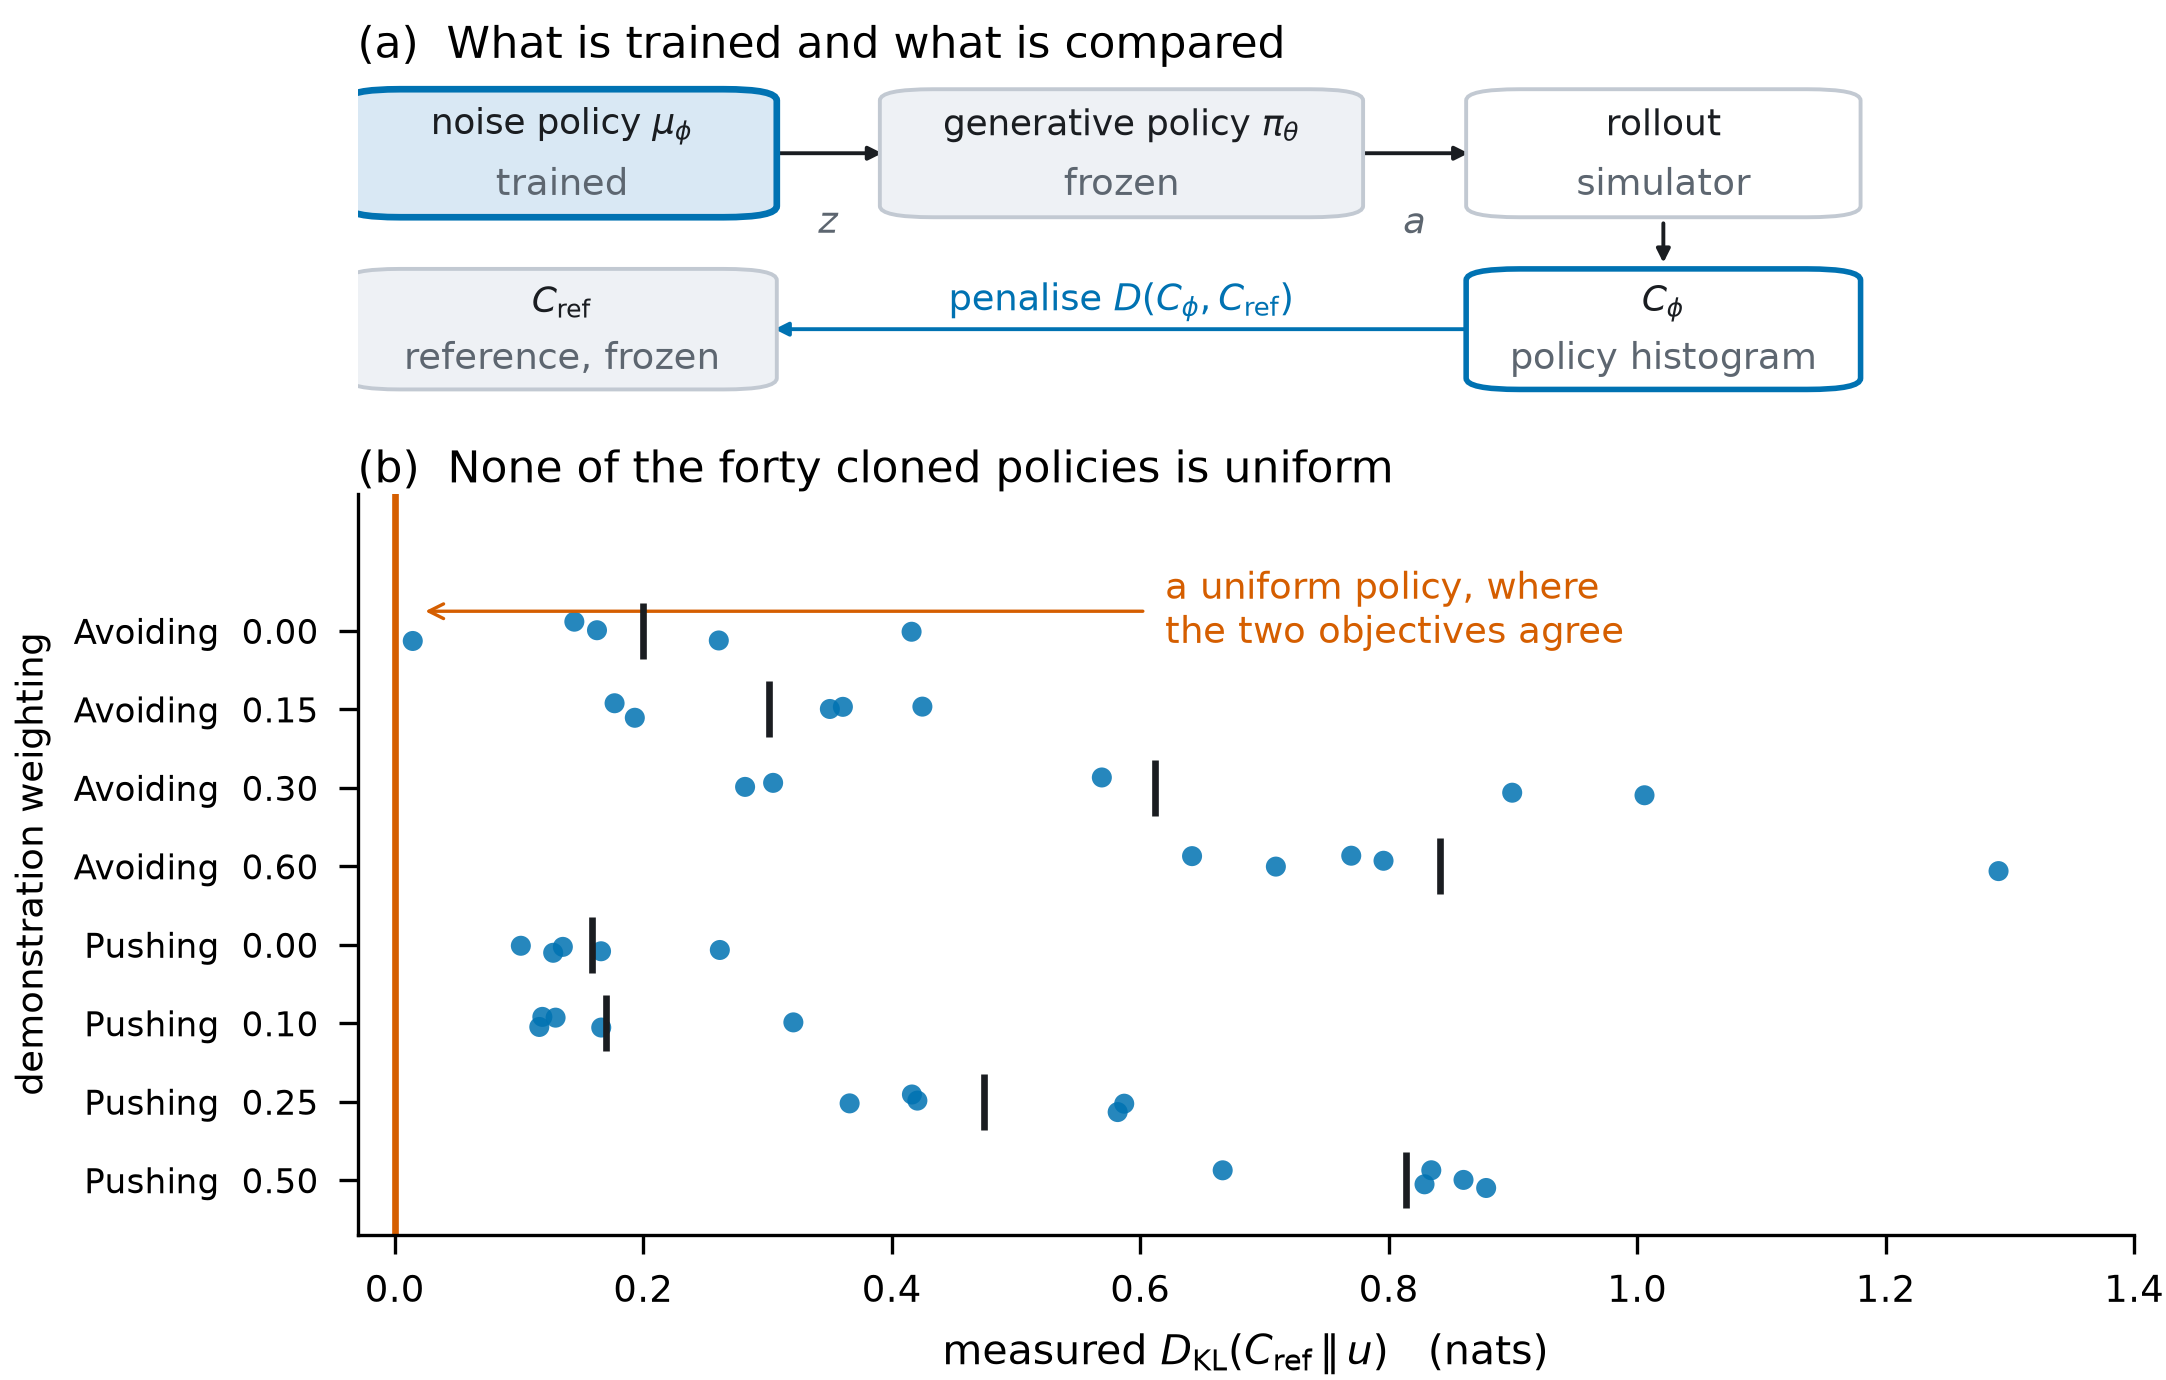 (a) What is trained and what is compared
noise policy μϕ
trained
generative policy πθ
frozen
rollout
simulator
z
a
Cref
reference, frozen
penalise D(Cϕ, Cref)
Cϕ
policy histogram
(b) None of the forty cloned policies is uniform
a uniform policy, where
the two objectives agree
demonstration weighting
Avoiding 0.00
Avoiding 0.15
Avoiding 0.30
Avoiding 0.60
Pushing 0.00
Pushing 0.10
Pushing 0.25
Pushing 0.50
0.0 0.2 0.4 0.6 0.8 1.0 1.2 1.4
measured DKL(Cref ∥ u) (nats)